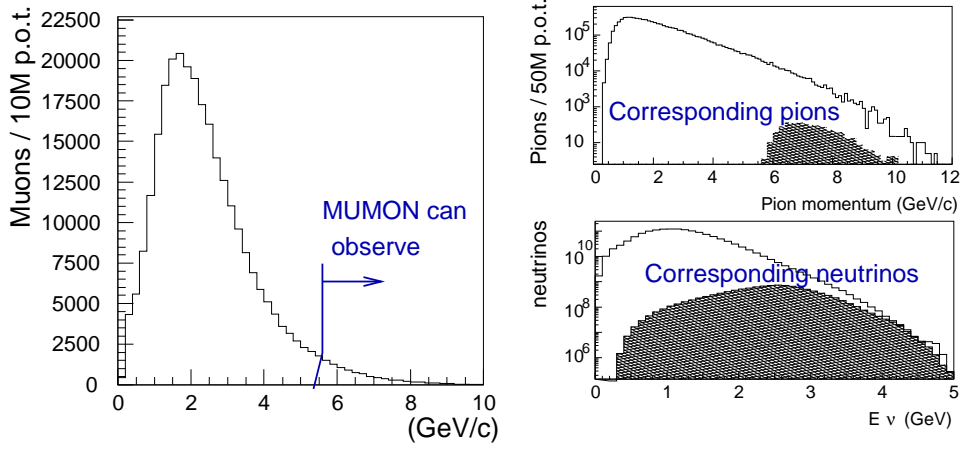 Muons / 10M p.o.t.
22500
20000
17500
15000
12500
10000
7500
5000
2500
0
MUMON can
observe
0 2 4 6 8 10
(GeV/c)
Pions / 50M p.o.t.
10^5
10^4
10^3
10
Corresponding pions
0 2 4 6 8 10 12
Pion momentum (GeV/c)
neutrinos
10
10^8
10^6
Corresponding neutrinos
0 1 2 3 4 5
E ν (GeV)